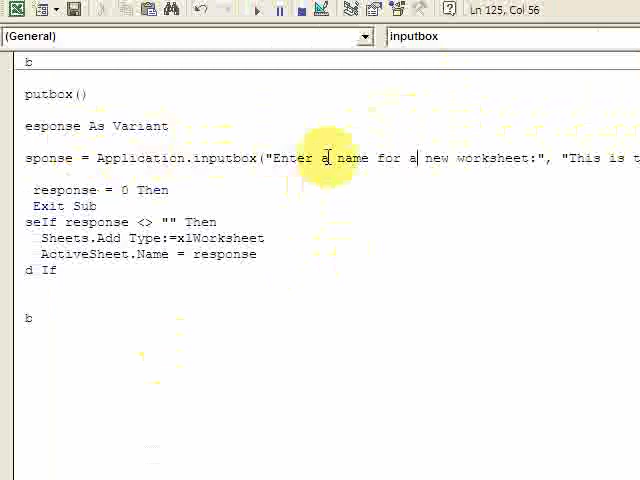 Ln 125, Col 56
(General)
inputbox
b
putbox()
esponse As Variant
sponse = Application.inputbox("Enter a name for a new worksheet:", "This is t
response = 0 Then
Exit Sub
seIf response <> "" Then
Sheets.Add Type:=xlWorksheet
ActiveSheet.Name = response
d If
b